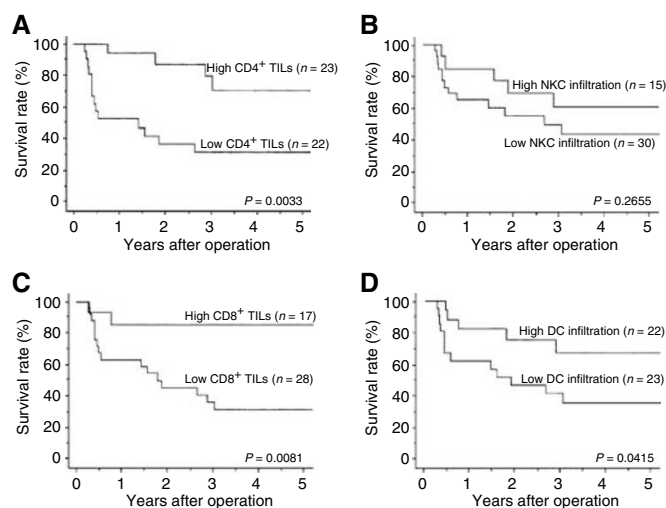 A
Survival rate (%)
100
80
60
40
20
0
High CD4+ TILs (n = 23)
Low CD4+ TILs (n = 22)
P = 0.0033
0 1 2 3 4 5
Years after operation
B
Survival rate (%)
100
80
60
40
20
0
High NKC infiltration (n = 15)
Low NKC infiltration (n = 30)
P = 0.2655
0 1 2 3 4 5
Years after operation
C
Survival rate (%)
100
80
60
40
20
0
High CD8+ TILs (n = 17)
Low CD8+ TILs (n = 28)
P = 0.0081
0 1 2 3 4 5
Years after operation
D
Survival rate (%)
100
80
60
40
20
0
High DC infiltration (n = 22)
Low DC infiltration (n = 23)
P = 0.0415
0 1 2 3 4 5
Years after operation